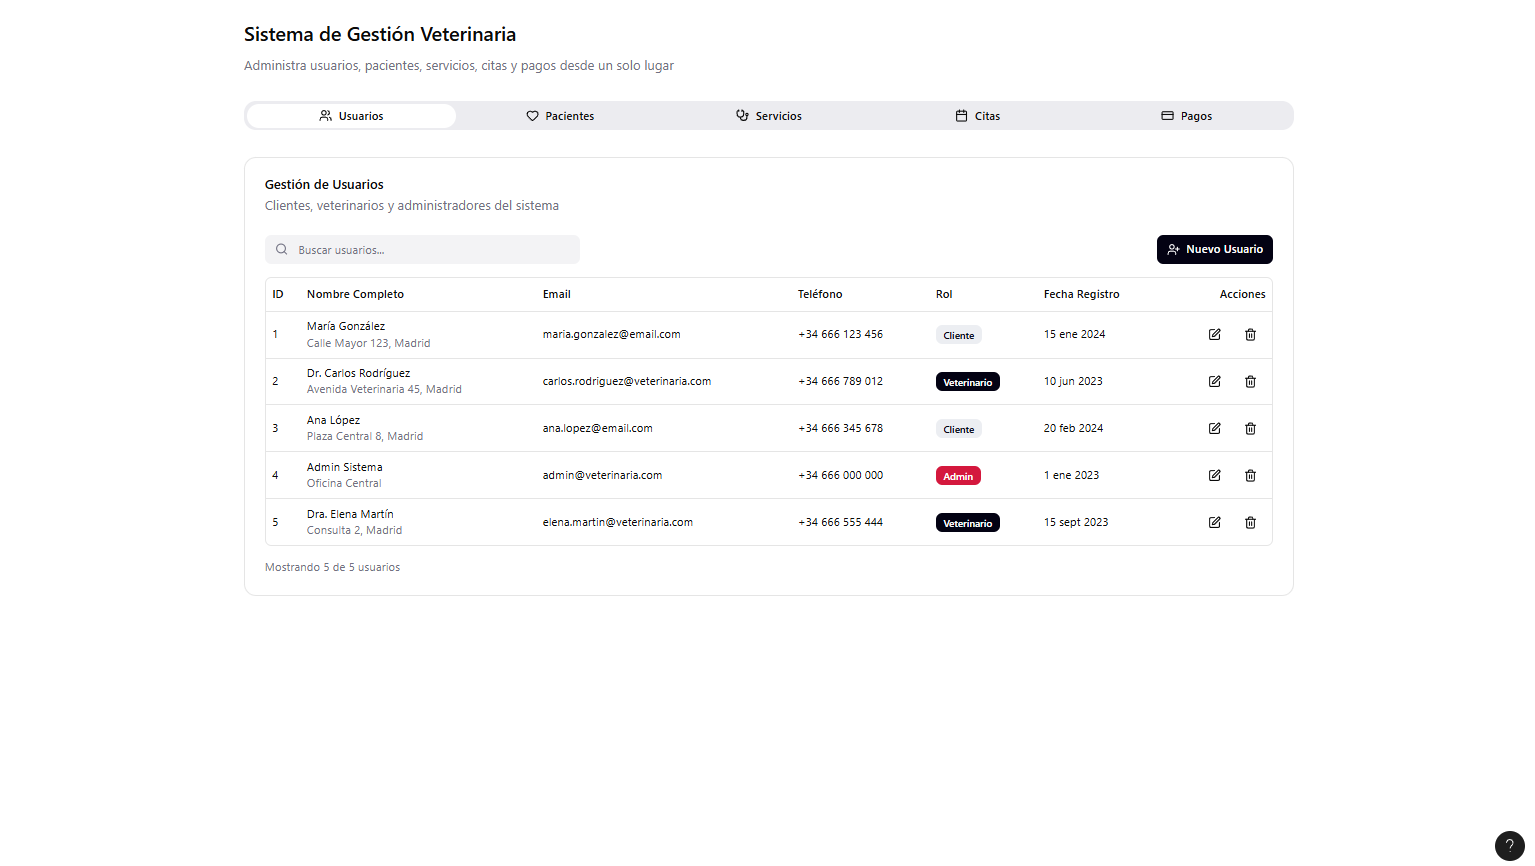 Sistema de Gestión Veterinaria
Administra usuarios, pacientes, servicios, citas y pagos desde un solo lugar
Usuarios Pacientes Servicios Citas Pagos
Gestión de Usuarios
Clientes, veterinarios y administradores del sistema
Buscar usuarios...
Nuevo Usuario
ID Nombre Completo Email Teléfono Rol Fecha Registro Acciones
1 María González maria.gonzalez@email.com +34 666 123 456 Cliente 15 ene 2024
Calle Mayor 123, Madrid
2 Dr. Carlos Rodríguez carlos.rodriguez@veterinaria.com +34 666 789 012 Veterinario 10 jun 2023
Avenida Veterinaria 45, Madrid
3 Ana López ana.lopez@email.com +34 666 345 678 Cliente 20 feb 2024
Plaza Central 8, Madrid
4 Admin Sistema admin@veterinaria.com +34 666 000 000 Admin 1 ene 2023
Oficina Central
5 Dra. Elena Martín elena.martin@veterinaria.com +34 666 555 444 Veterinario 15 sept 2023
Consulta 2, Madrid
Mostrando 5 de 5 usuarios
?